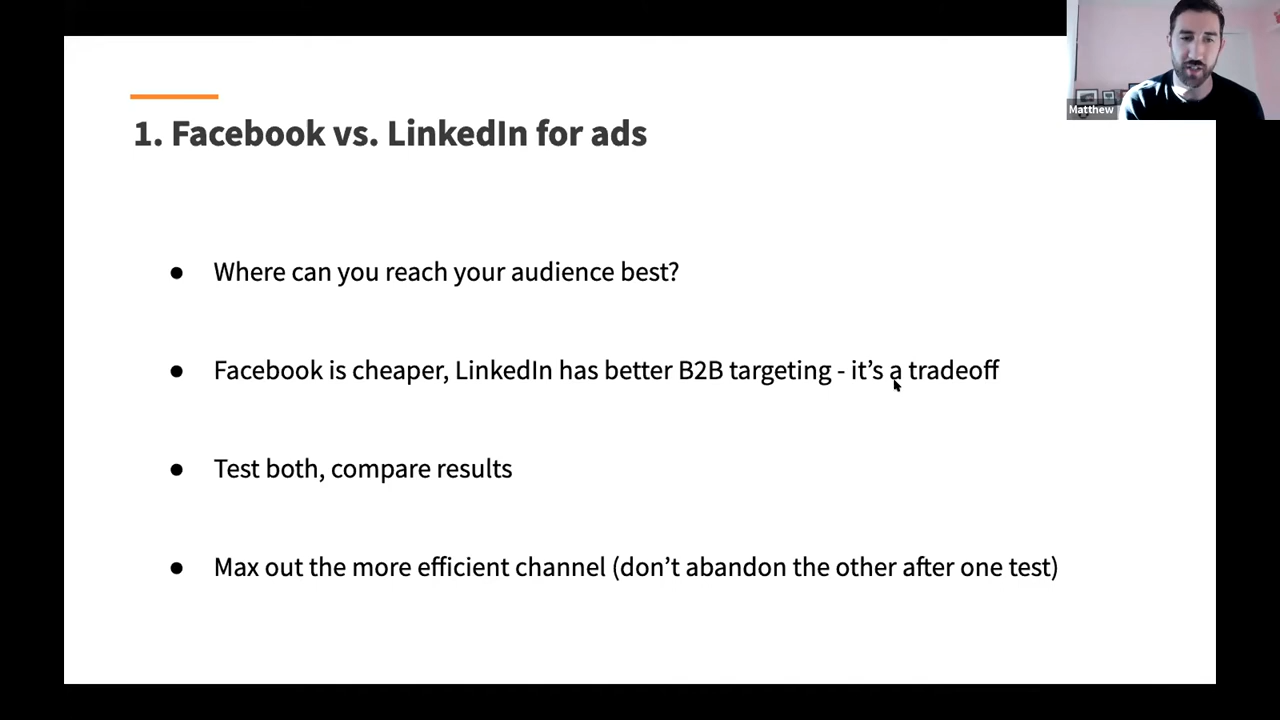 Matthew
1. Facebook vs. LinkedIn for ads
● Where can you reach your audience best?
● Facebook is cheaper, LinkedIn has better B2B targeting - it’s a tradeoff
● Test both, compare results
● Max out the more efficient channel (don’t abandon the other after one test)